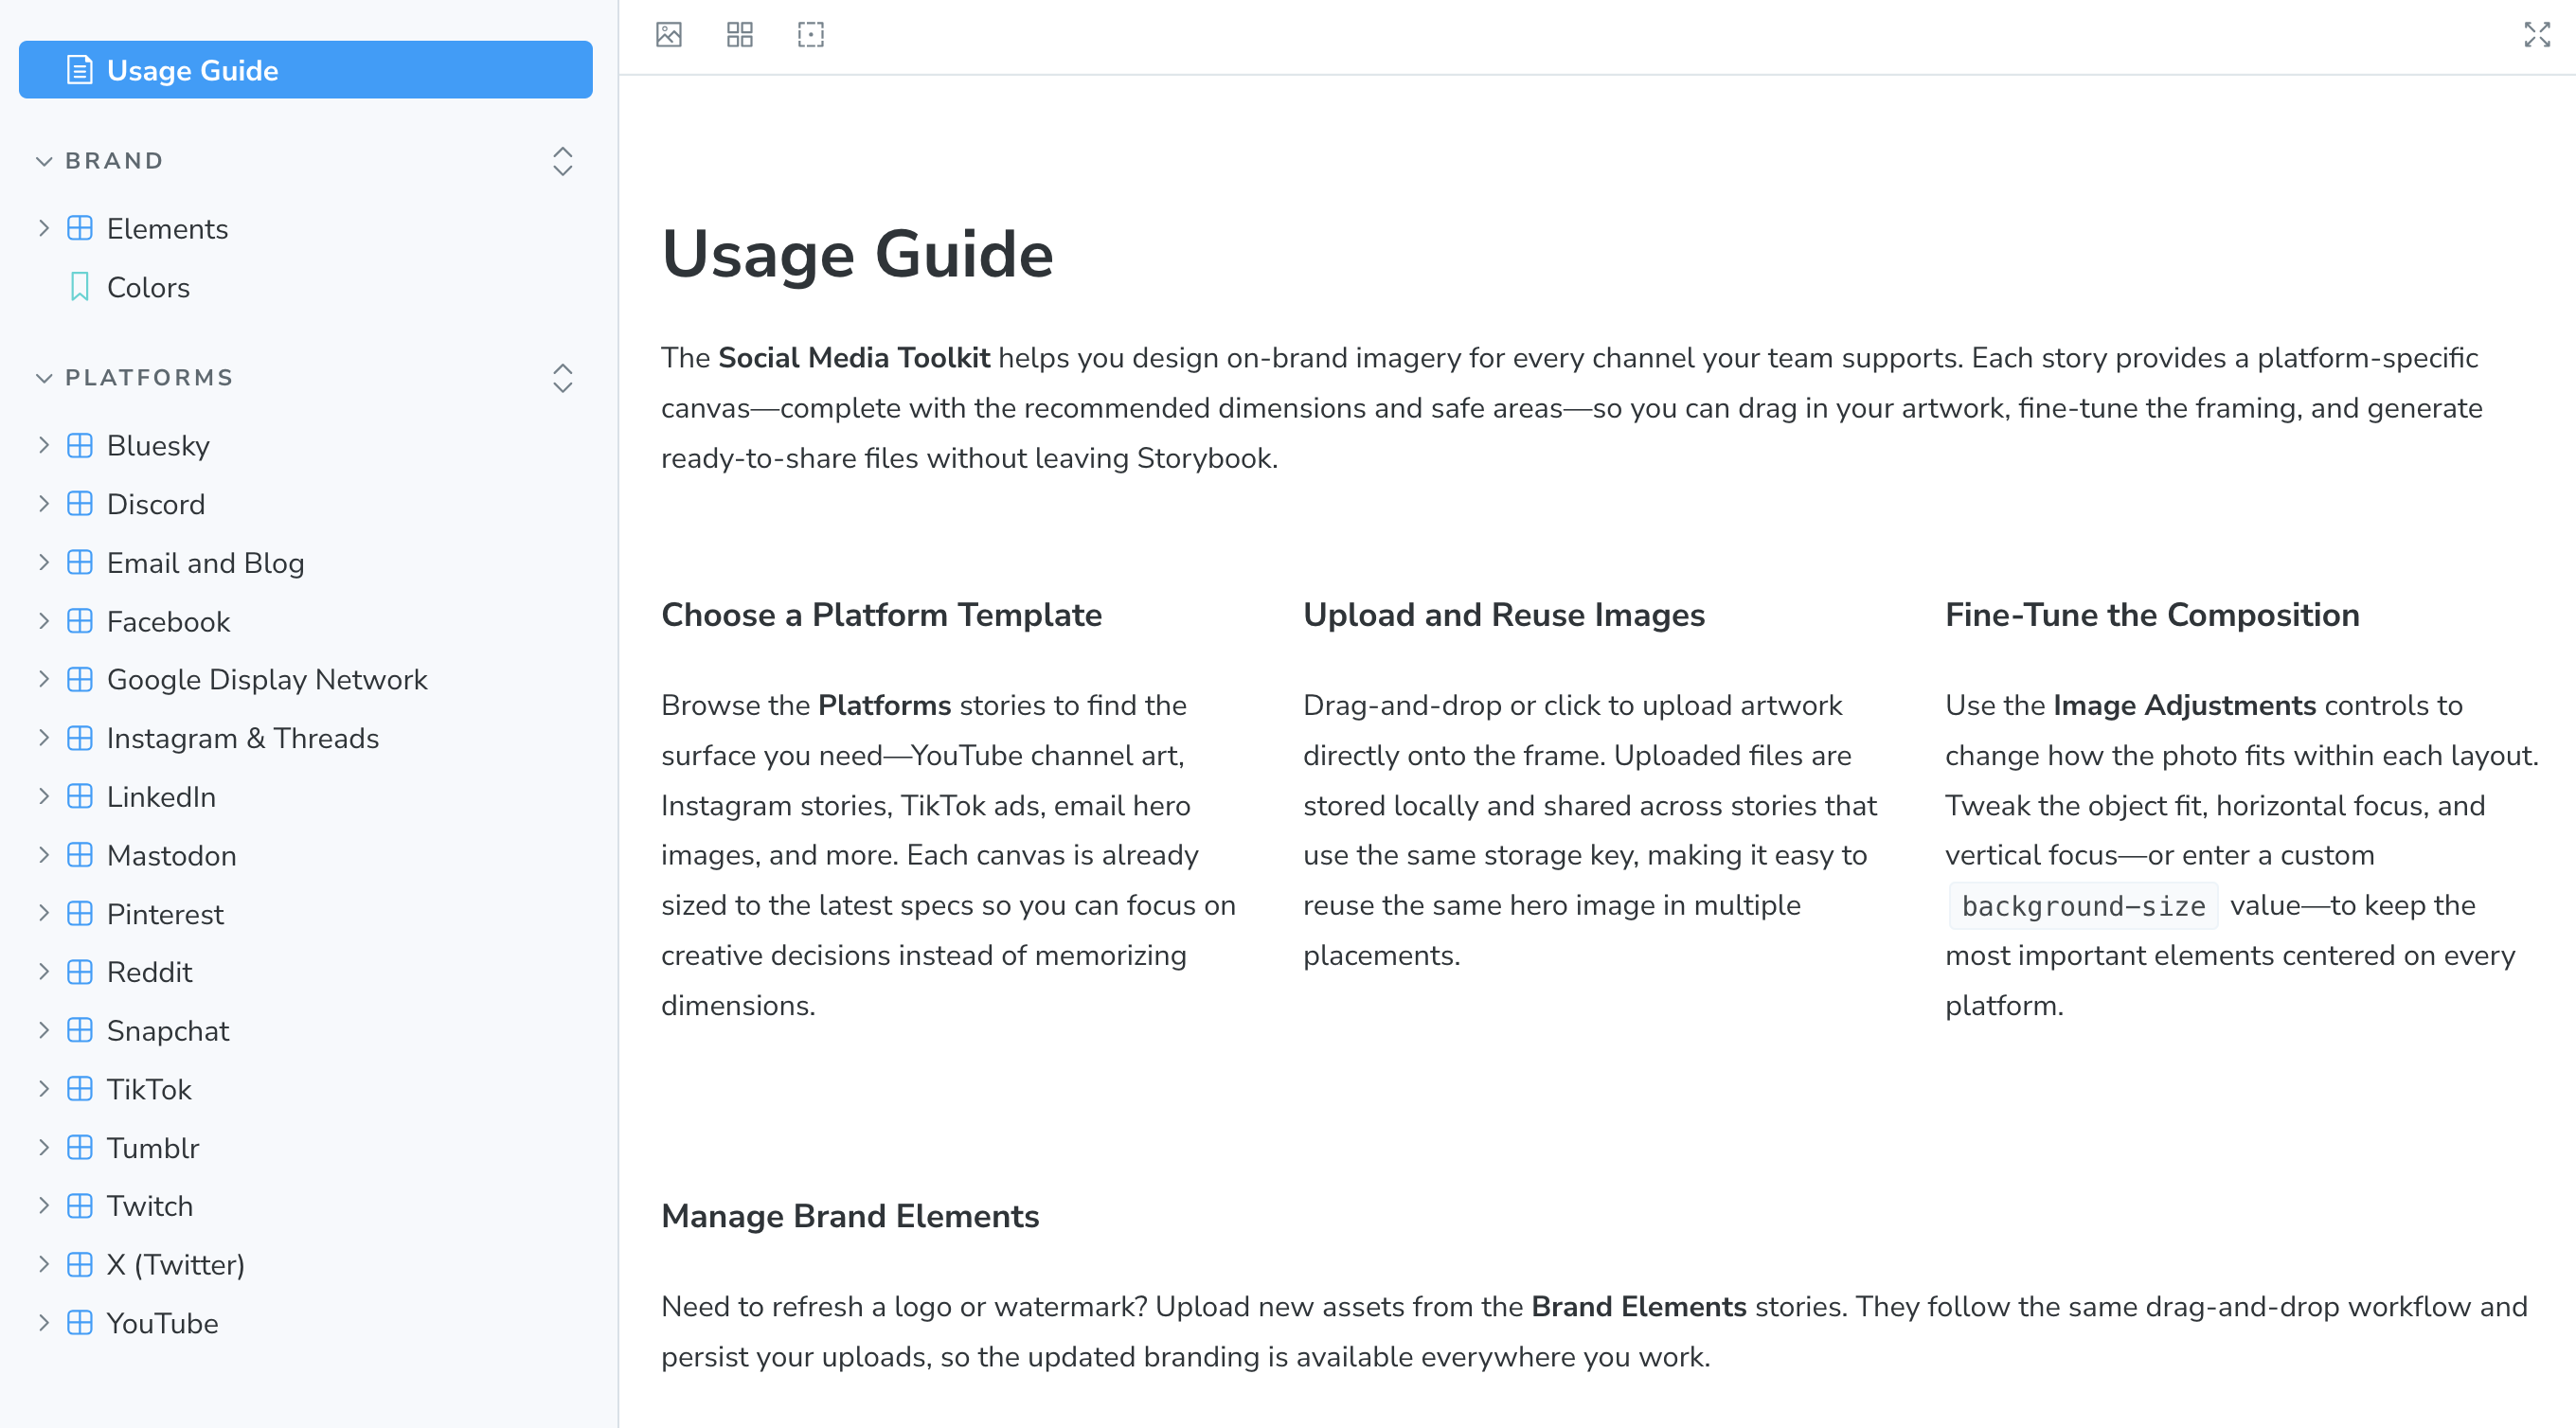 Usage Guide
BRAND
Elements
Colors
PLATFORMS
Bluesky
Discord
Email and Blog
Facebook
Google Display Network
Instagram & Threads
LinkedIn
Mastodon
Pinterest
Reddit
Snapchat
TikTok
Tumblr
Twitch
X (Twitter)
YouTube
Usage Guide
The Social Media Toolkit helps you design on-brand imagery for every channel your team supports. Each story provides a platform-specific
canvas—complete with the recommended dimensions and safe areas—so you can drag in your artwork, fine-tune the framing, and generate
ready-to-share files without leaving Storybook.
Choose a Platform Template
Browse the Platforms stories to find the
surface you need—YouTube channel art,
Instagram stories, TikTok ads, email hero
images, and more. Each canvas is already
sized to the latest specs so you can focus on
creative decisions instead of memorizing
dimensions.
Upload and Reuse Images
Drag-and-drop or click to upload artwork
directly onto the frame. Uploaded files are
stored locally and shared across stories that
use the same storage key, making it easy to
reuse the same hero image in multiple
placements.
Fine-Tune the Composition
Use the Image Adjustments controls to
change how the photo fits within each layout.
Tweak the object fit, horizontal focus, and
vertical focus—or enter a custom
background-size value—to keep the
most important elements centered on every
platform.
Manage Brand Elements
Need to refresh a logo or watermark? Upload new assets from the Brand Elements stories. They follow the same drag-and-drop workflow and
persist your uploads, so the updated branding is available everywhere you work.